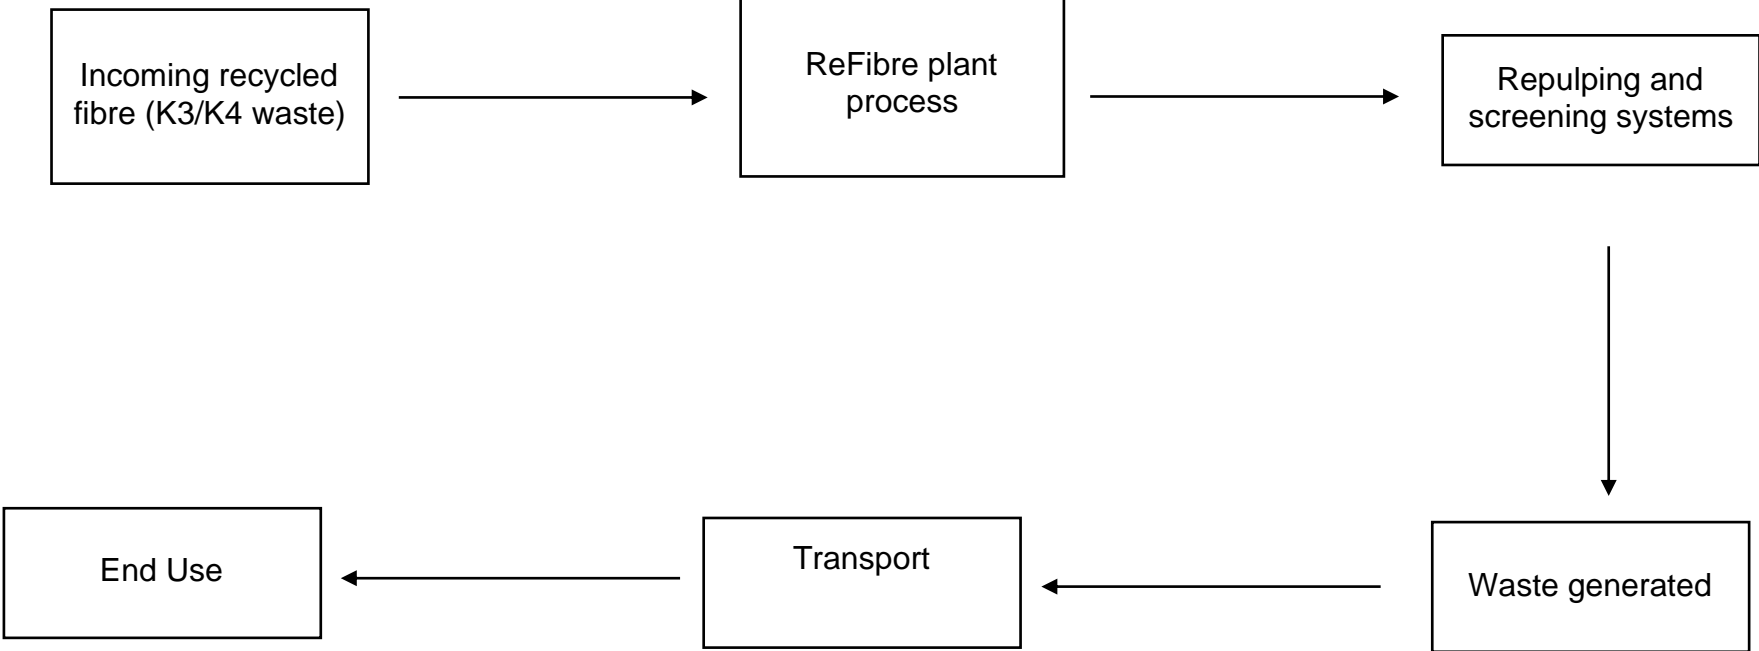 Incoming recycled
fibre (K3/K4 waste)
ReFibre plant
process
Repulping and
screening systems
Waste generated
Transport
End Use